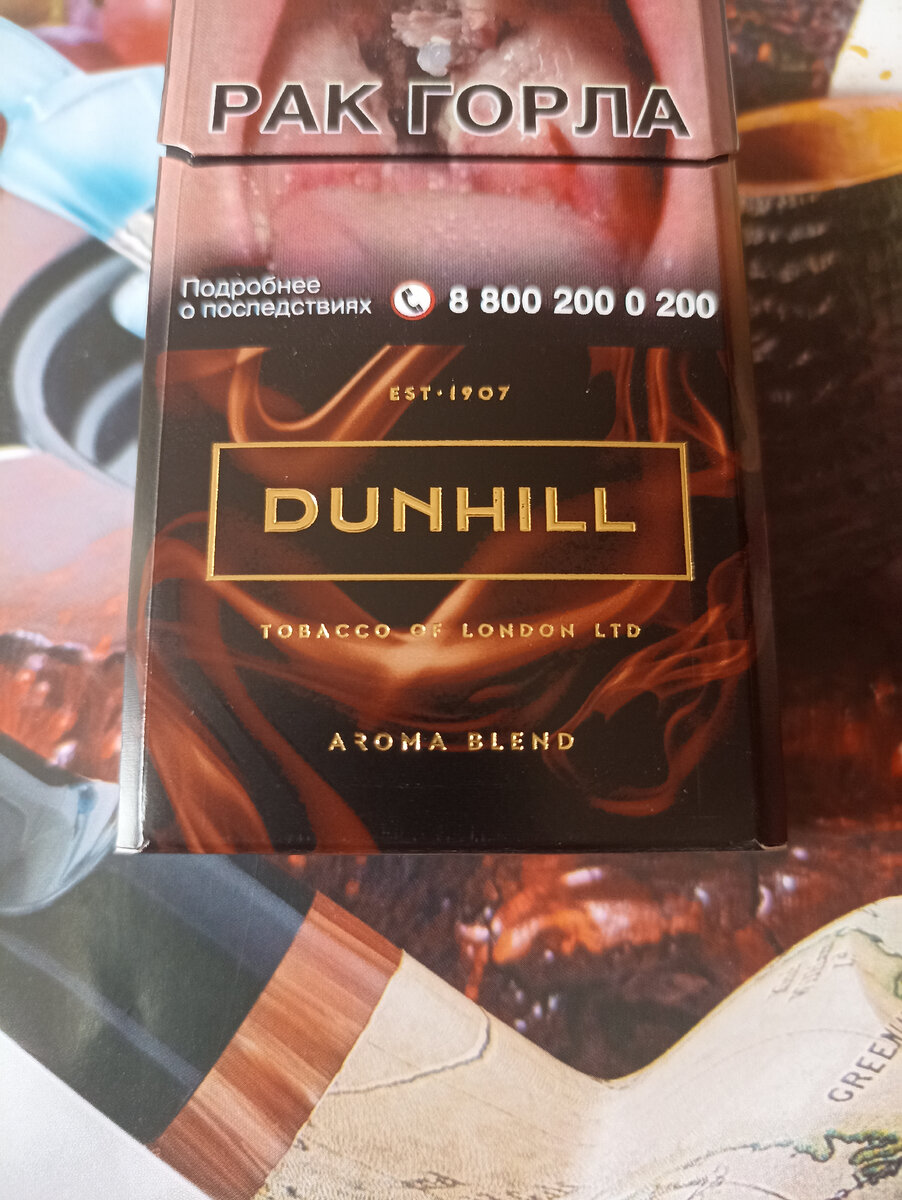 РАК ГОРЛА
Подробнее
о последствиях
8 800 200 0 200
EST·1907
DUNHILL
TOBACCO OF LONDON LTD
AROMA BLEND